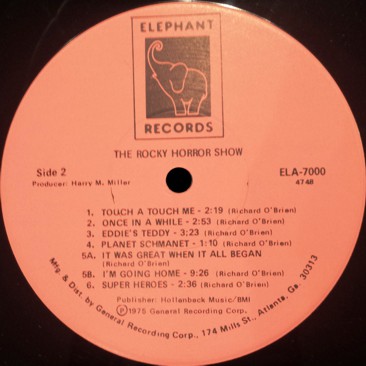 ELEPHANT
RECORDS
THE ROCKY HORROR SHOW
Side 2
ELA-7000
Producer: Harry M. Miller
4748
1. TOUCH A TOUCH ME - 2:19 (Richard O'Brien)
2. ONCE IN A WHILE - 2:53 (Richard O'Brien)
3. EDDIE'S TEDDY - 3:23 (Richard O'Brien)
4. PLANET SCHMANET - 1:10 (Richard O'Brien)
5A. IT WAS GREAT WHEN IT ALL BEGAN
(Richard O'Brien)
5B. I'M GOING HOME - 9:26 (Richard O'Brien)
6. SUPER HEROES - 2:36 (Richard O'Brien)
Publisher: Hollenbeck Music/BMI
Ⓟ 1975 General Recording Corp.
Mfg. & Dist. by General Recording Corp., 174 Mills St., Atlanta, Ga. 30313